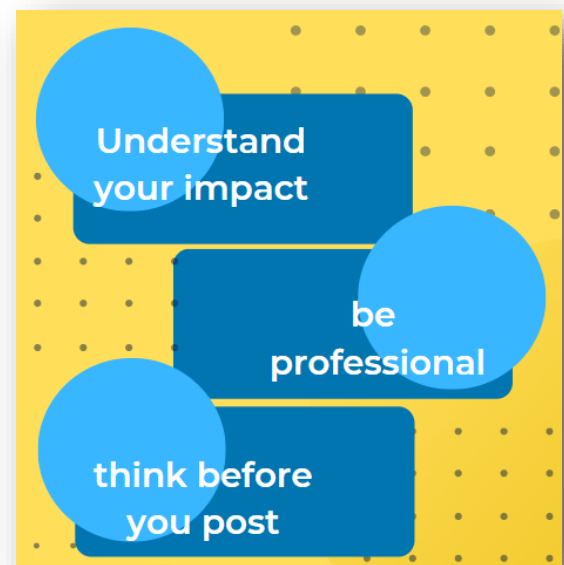 Understand
your impact
be
professional
think before
you post